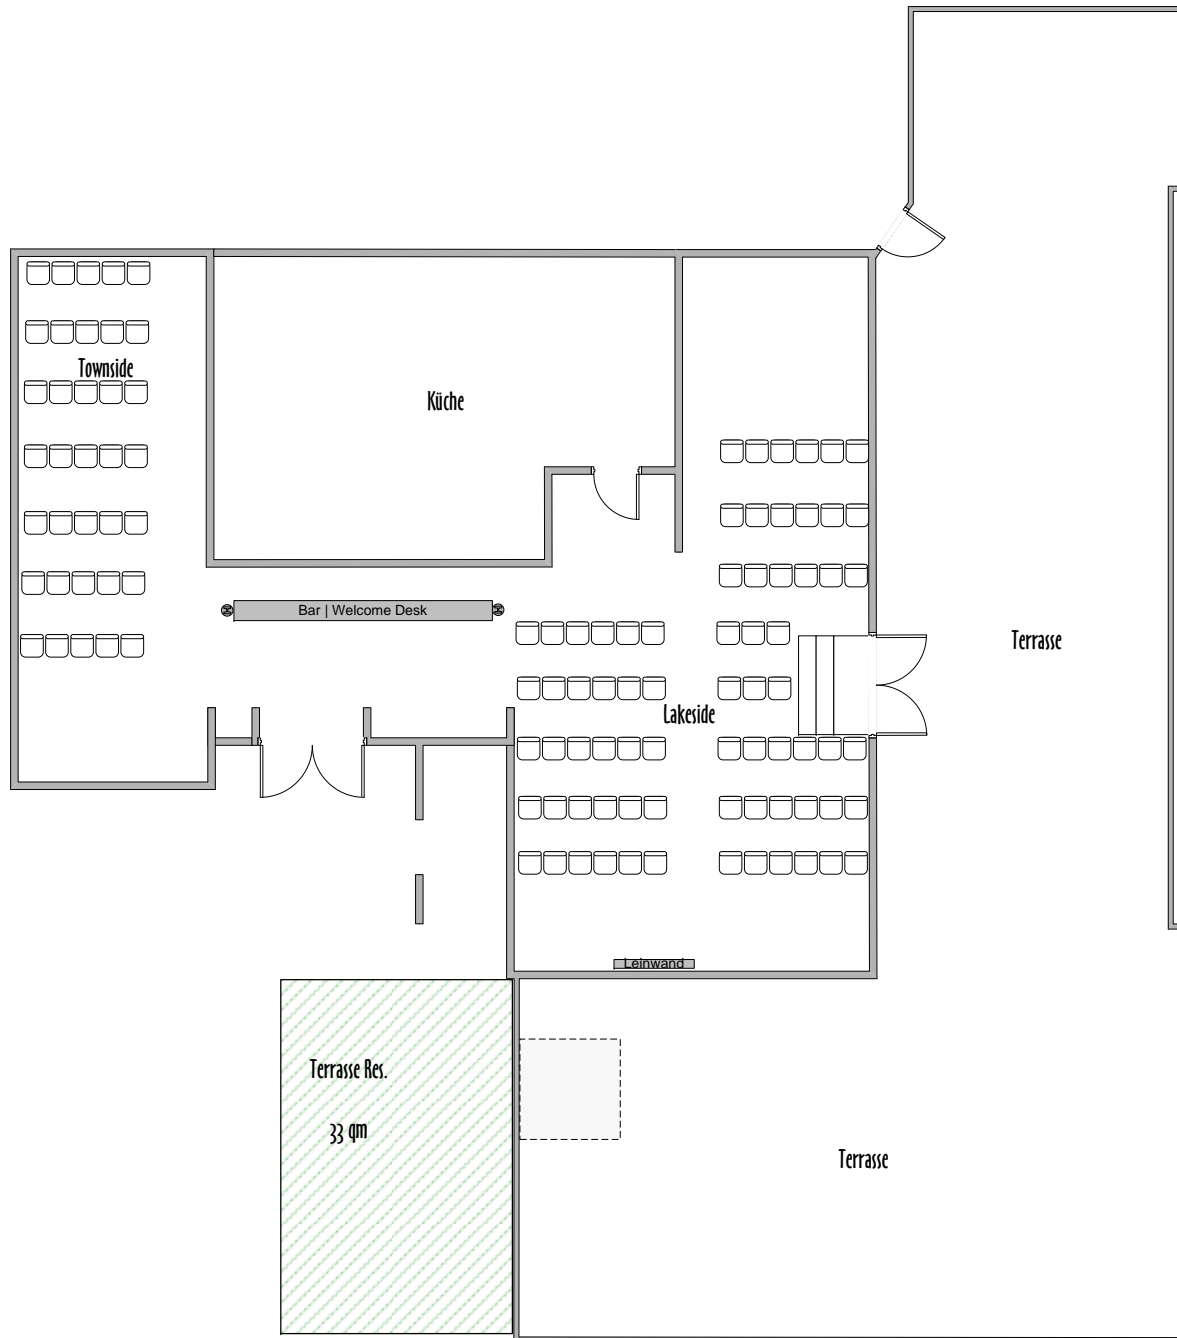 Townside
Küche
Bar | Welcome Desk
Terrasse
Lakeside
Leinwand
Terrasse Res.
33 qm
Terrasse